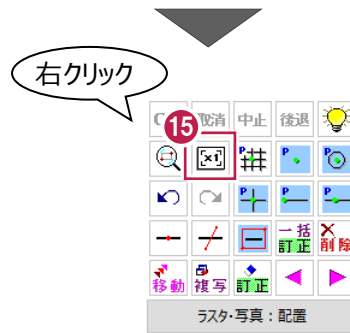 右クリック
15
取消 中止 後退
[×1] P P P
P P P
一括訂正 削除
移動 複写 訂正
ラスタ・写真：配置